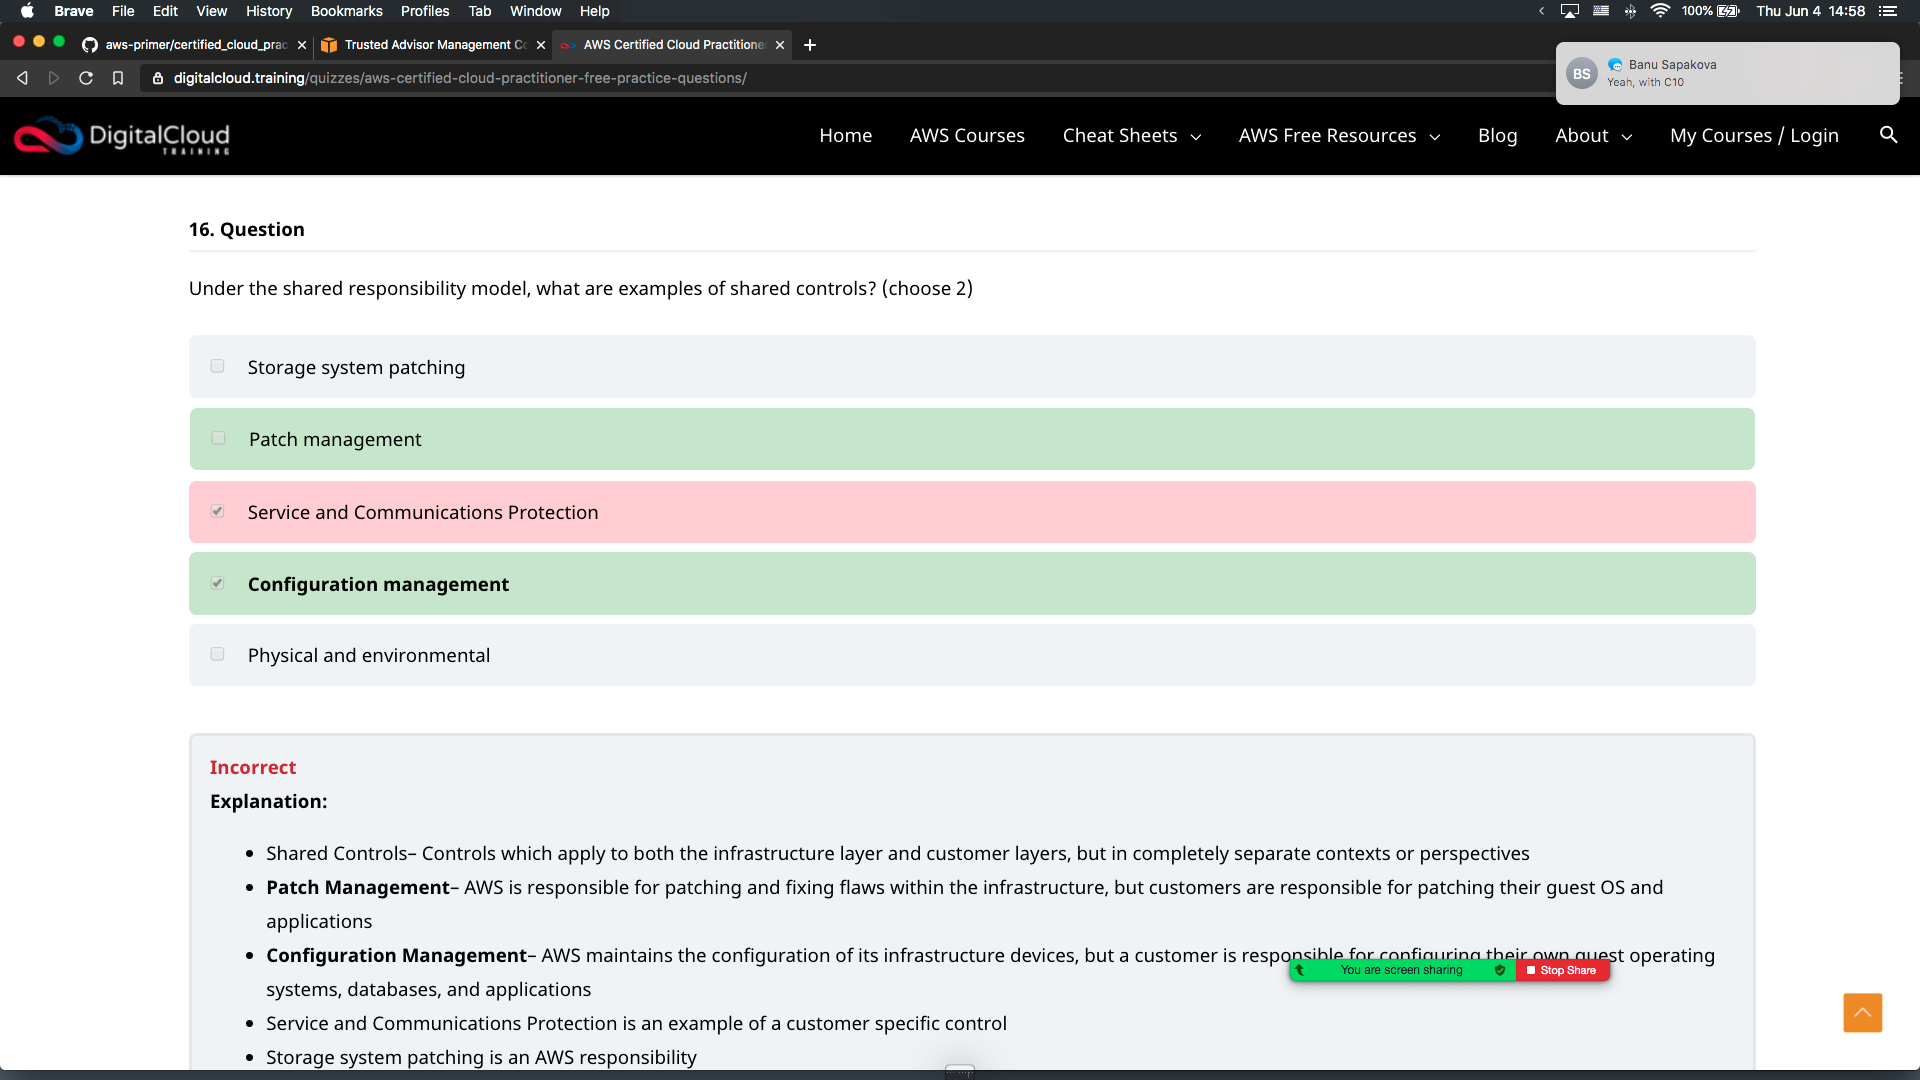 Brave File Edit View History Bookmarks Profiles Tab Window Help 100% Thu Jun 4 14:58
aws-primer/certified_cloud_prac Trusted Advisor Management Co AWS Certified Cloud Practitioner
digitalcloud.training/quizzes/aws-certified-cloud-practitioner-free-practice-questions/
BS Banu Sapakova
Yeah, with C10
DigitalCloud
TRAINING
Home AWS Courses Cheat Sheets AWS Free Resources Blog About My Courses / Login
16. Question
Under the shared responsibility model, what are examples of shared controls? (choose 2)
Storage system patching
Patch management
Service and Communications Protection
Configuration management
Physical and environmental
Incorrect
Explanation:
Shared Controls– Controls which apply to both the infrastructure layer and customer layers, but in completely separate contexts or perspectives
Patch Management– AWS is responsible for patching and fixing flaws within the infrastructure, but customers are responsible for patching their guest OS and
applications
Configuration Management– AWS maintains the configuration of its infrastructure devices, but a customer is responsible for configuring their own guest operating
You are screen sharing Stop Share
systems, databases, and applications
Service and Communications Protection is an example of a customer specific control
Storage system patching is an AWS responsibility